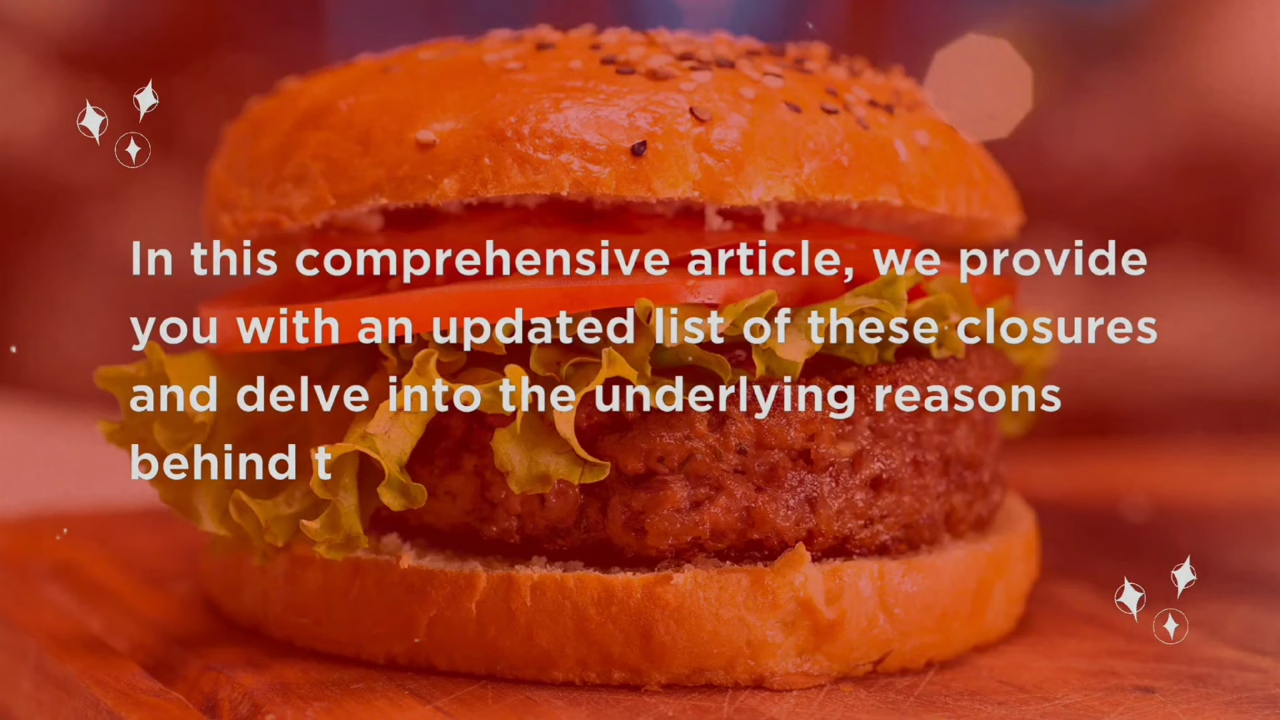 In this comprehensive article, we provide
you with an updated list of these closures
and delve into the underlying reasons
behind t